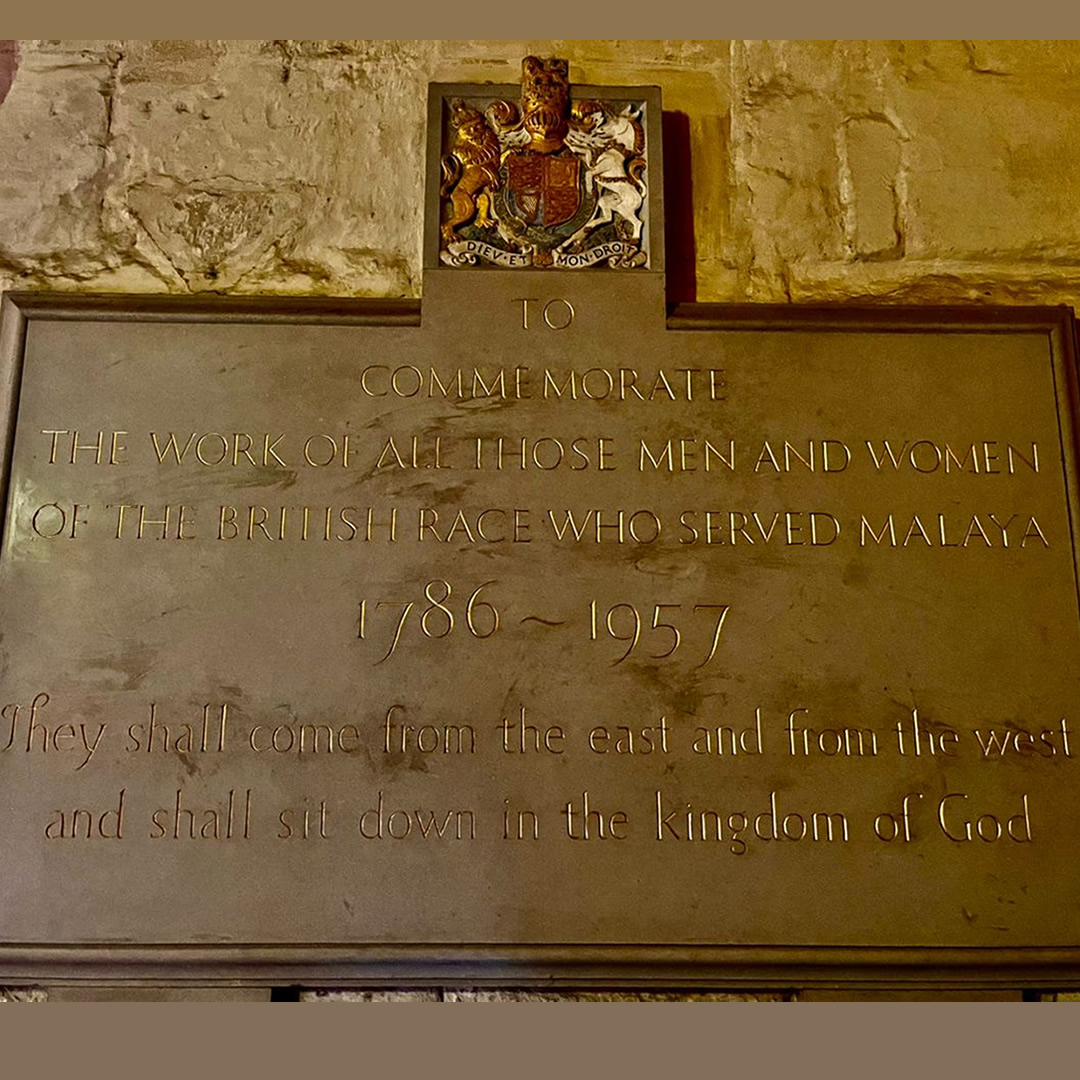 DIEV·ET MON·DROIT
TO
COMMEMORATE
THE WORK OF ALL THOSE MEN AND WOMEN
OF THE BRITISH RACE WHO SERVED MALAYA
1786 ~ 1957
They shall come from the east and from the west
and shall sit down in the kingdom of God